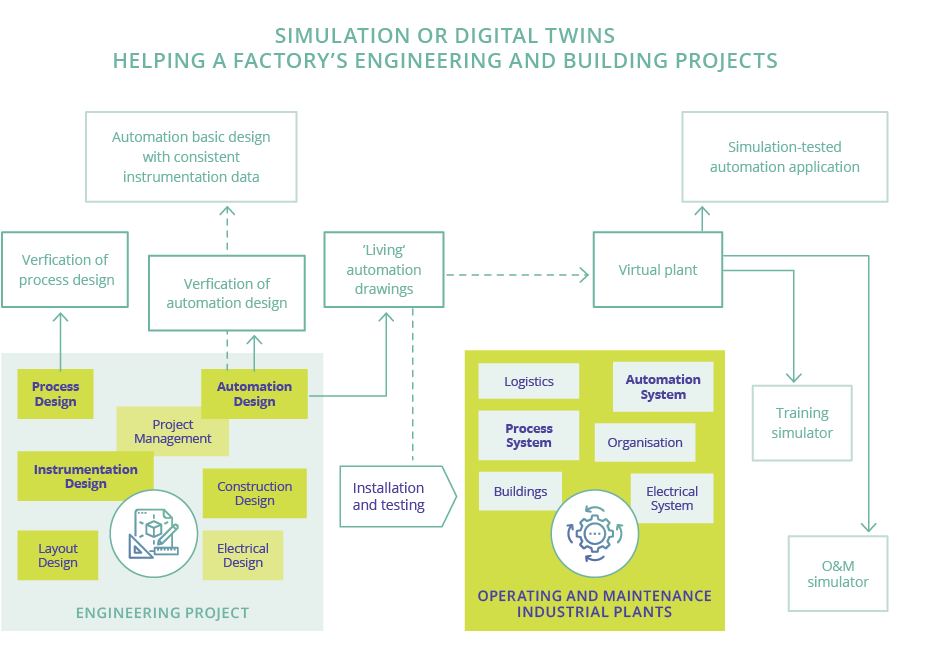 SIMULATION OR DIGITAL TWINS
HELPING A FACTORY’S ENGINEERING AND BUILDING PROJECTS
Automation basic design
with consistent
instrumentation data
Simulation-tested
automation application
Verfication of
process design
Verfication of
automation design
‘Living‘
automation
drawings
Virtual plant
Process
Design
Automation
Design
Project
Management
Instrumentation
Design
Construction
Design
Layout
Design
Electrical
Design
ENGINEERING PROJECT
Installation
and testing
Logistics
Automation
System
Process
System
Organisation
Buildings
Electrical
System
OPERATING AND MAINTENANCE
INDUSTRIAL PLANTS
Training
simulator
O&M
simulator